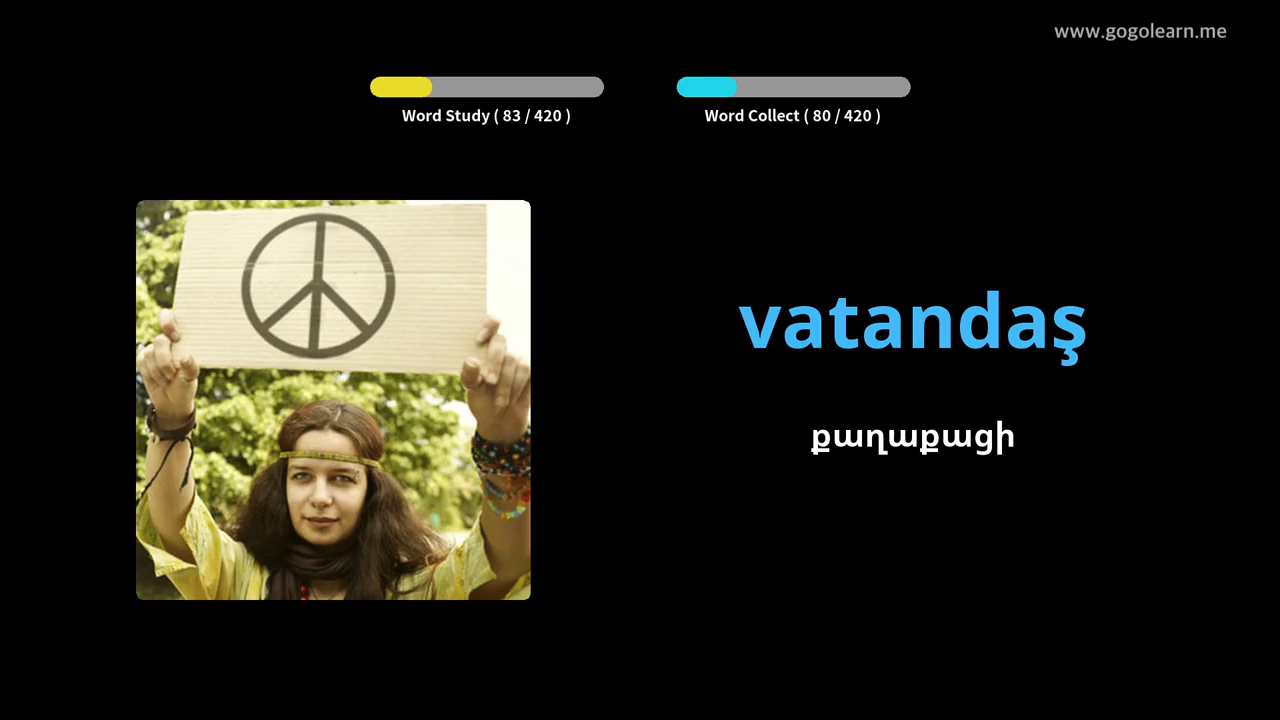 www.gogolearn.me
Word Study ( 83 / 420 )
Word Collect ( 80 / 420 )
vatandaş
քաղաքացի